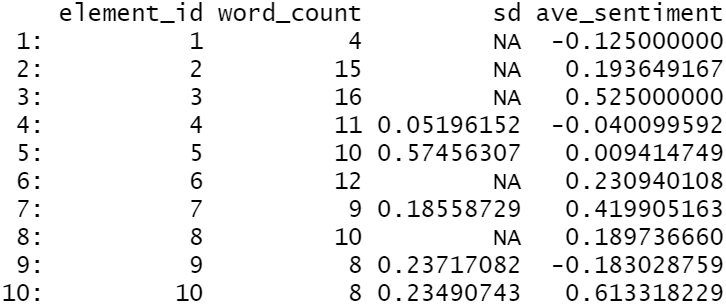 element_id word_count sd ave_sentiment
1: 1 4 NA -0.125000000
2: 2 15 NA 0.193649167
3: 3 16 NA 0.525000000
4: 4 11 0.05196152 -0.040099592
5: 5 10 0.57456307 0.009414749
6: 6 12 NA 0.230940108
7: 7 9 0.18558729 0.419905163
8: 8 10 NA 0.189736660
9: 9 8 0.23717082 -0.183028759
10: 10 8 0.23490743 0.613318229